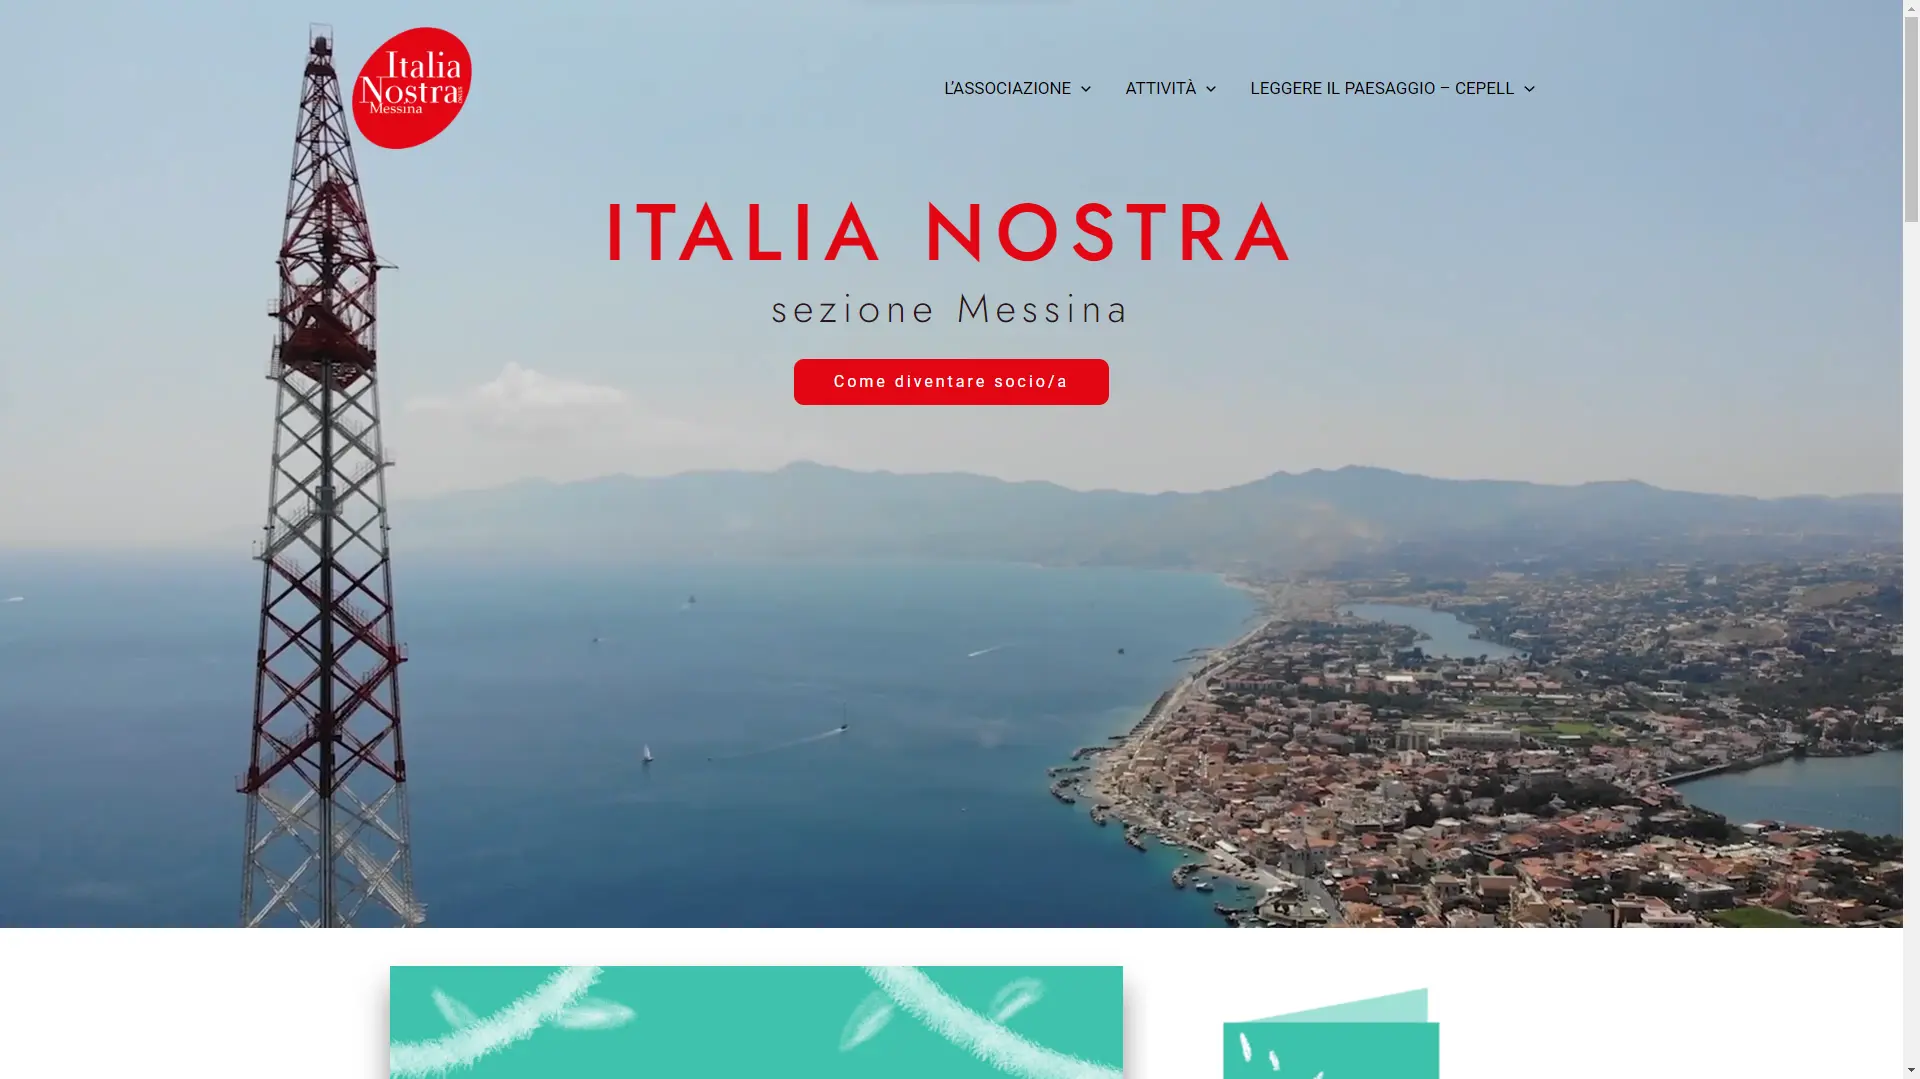 Italia
Nostra
Messina
L'ASSOCIAZIONE
ATTIVITÀ
LEGGERE IL PAESAGGIO – CEPELL
ITALIA NOSTRA
sezione Messina
Come diventare socio/a